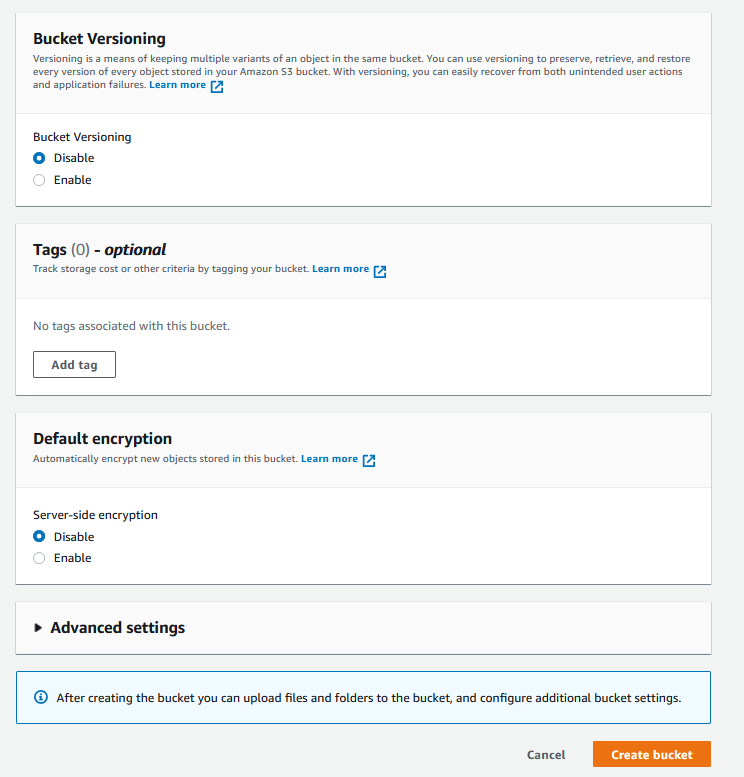 Bucket Versioning
Versioning is a means of keeping multiple variants of an object in the same bucket. You can use versioning to preserve, retrieve, and restore
every version of every object stored in your Amazon S3 bucket. With versioning, you can easily recover from both unintended user actions
and application failures. Learn more
Bucket Versioning
Disable
Enable
Tags (0) - optional
Track storage cost or other criteria by tagging your bucket. Learn more
No tags associated with this bucket.
Add tag
Default encryption
Automatically encrypt new objects stored in this bucket. Learn more
Server-side encryption
Disable
Enable
Advanced settings
After creating the bucket you can upload files and folders to the bucket, and configure additional bucket settings.
Cancel Create bucket